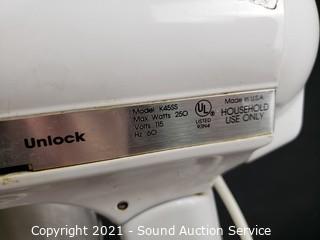 Unlock
Model K45SS
Max. Watts 250
Volts 115
Hz 60
UL
LISTED
93N4
Made in U.S.A.
HOUSEHOLD
USE ONLY
Copyright 2021 - Sound Auction Service